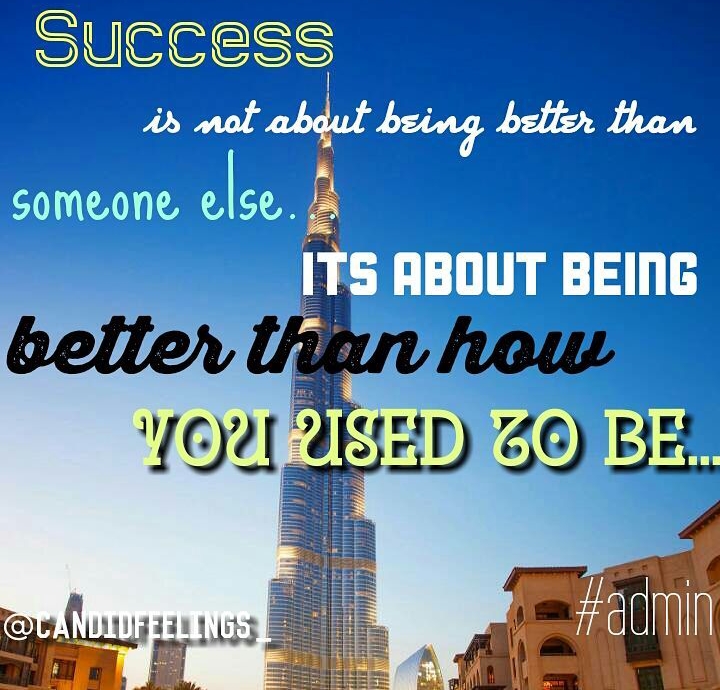 Success
is not about being better than
someone else....
ITS ABOUT BEING
better than how
YOU USED TO BE...
#admin
@CANDIDFEELINGS_